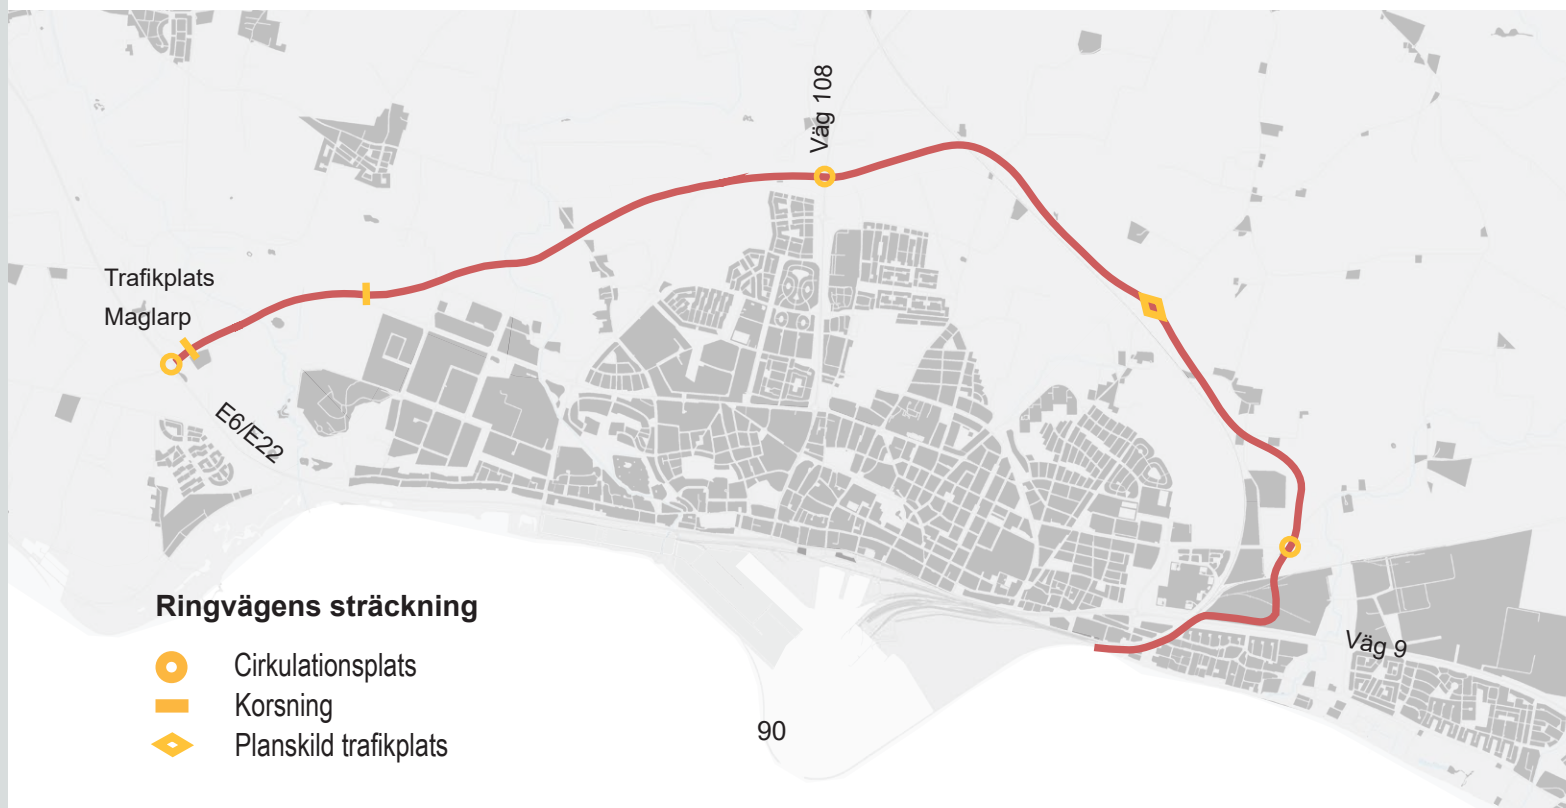 Väg 108
Trafikplats
Maglarp
E6/E22
Ringvägens sträckning
Cirkulationsplats
Korsning
Planskild trafikplats
Väg 9
90